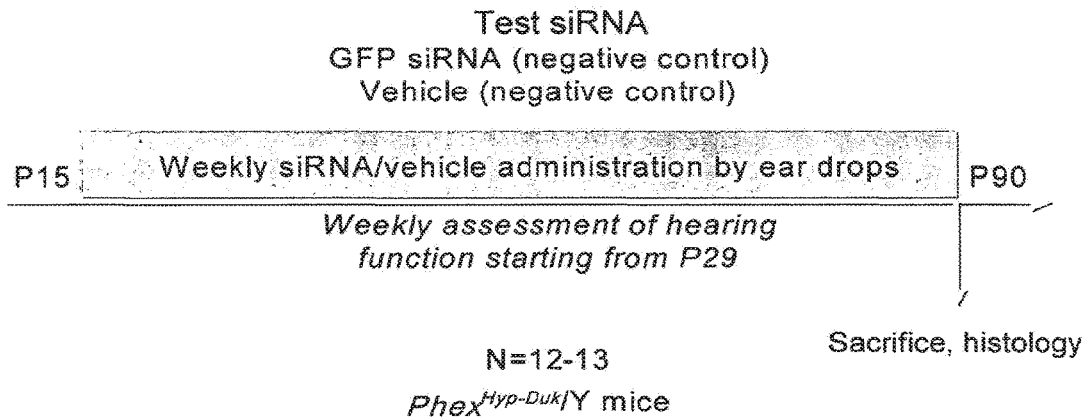 Test siRNA
GFP siRNA (negative control)
Vehicle (negative control)
P15
Weekly siRNA/vehicle administration by ear drops
P90
Weekly assessment of hearing
function starting from P29
Sacrifice, histology
N=12-13
Phex^Hyp-Duk/Y mice